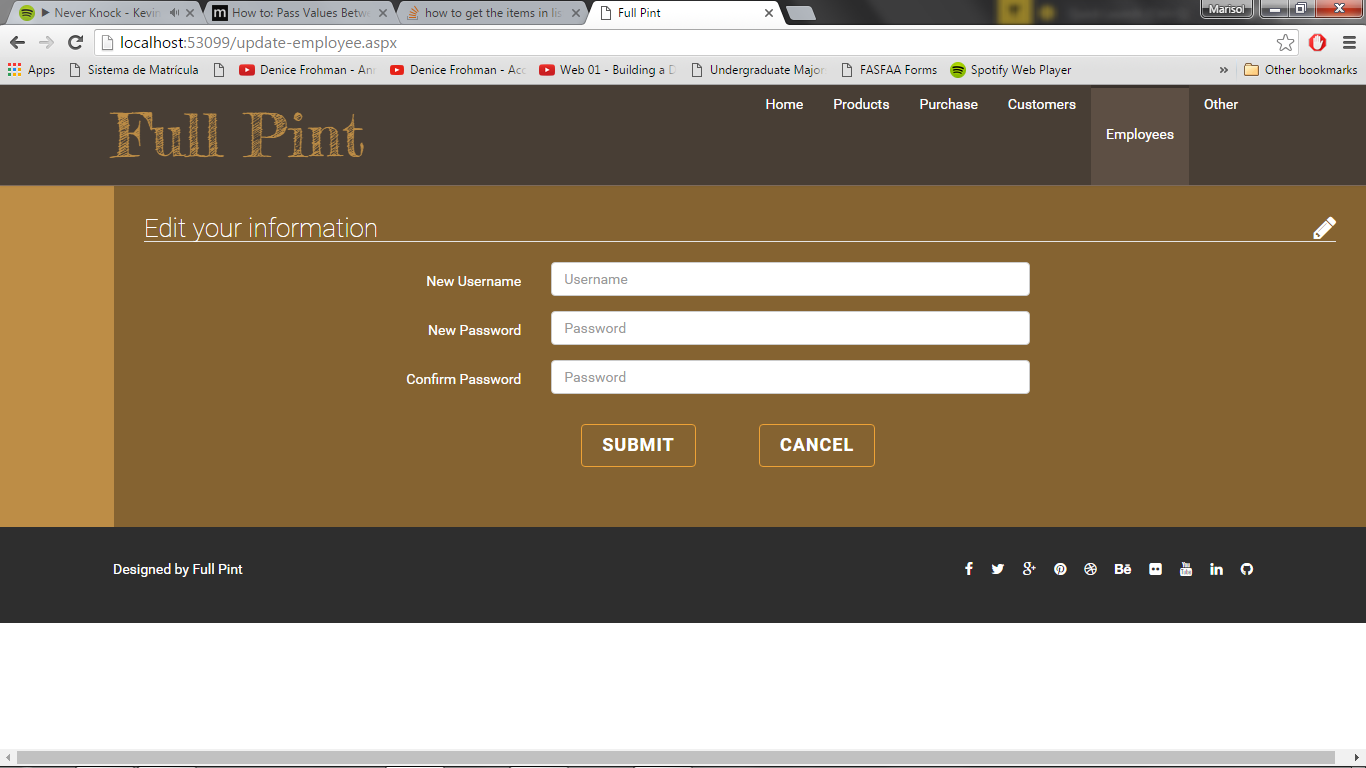 Never Knock - Kevin
How to: Pass Values Betwe
how to get the items in lis
Full Pint
Marisol
localhost:53099/update-employee.aspx
Apps Sistema de Matrícula Denice Frohman - Ann Denice Frohman - Acc Web 01 - Building a D Undergraduate Major FASFAA Forms Spotify Web Player » Other bookmarks
Full Pint
Home Products Purchase Customers Employees Other
Edit your information
New Username Username
New Password Password
Confirm Password Password
SUBMIT CANCEL
Designed by Full Pint